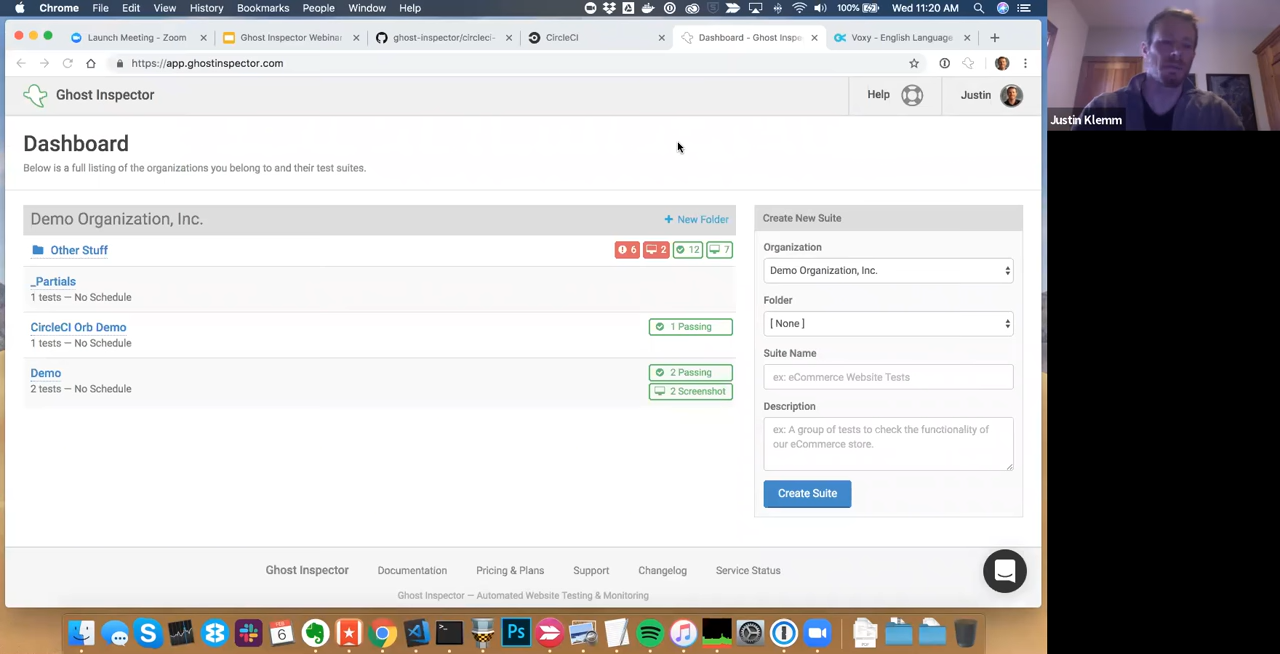 Chrome File Edit View History Bookmarks People Window Help 100% Wed 11:20 AM
Launch Meeting - Zoom Ghost Inspector Webina ghost-inspector/circleci- CircleCI Dashboard - Ghost Inspe Voxy - English Language
https://app.ghostinspector.com
Ghost Inspector Help Justin
Justin Klemm
Dashboard
Below is a full listing of the organizations you belong to and their test suites.
Demo Organization, Inc. + New Folder
Other Stuff 6 2 12 7
_Partials
1 tests — No Schedule
CircleCI Orb Demo 1 Passing
1 tests — No Schedule
Demo 2 Passing
2 tests — No Schedule 2 Screenshot
Create New Suite
Organization
Demo Organization, Inc.
Folder
[ None ]
Suite Name
ex: eCommerce Website Tests
Description
ex: A group of tests to check the functionality of
our eCommerce store.
Create Suite
Ghost Inspector Documentation Pricing & Plans Support Changelog Service Status
Ghost Inspector — Automated Website Testing & Monitoring
FEB
6
Ps